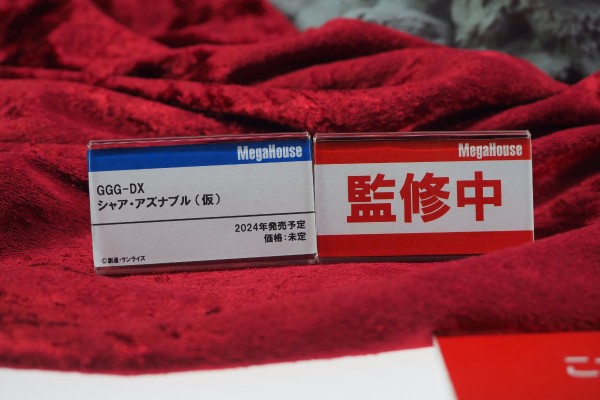 MegaHouse
GGG-DX
シャア・アズナブル（仮）
2024年発売予定
価格：未定
©創通・サンライズ
MegaHouse
監修中
こ